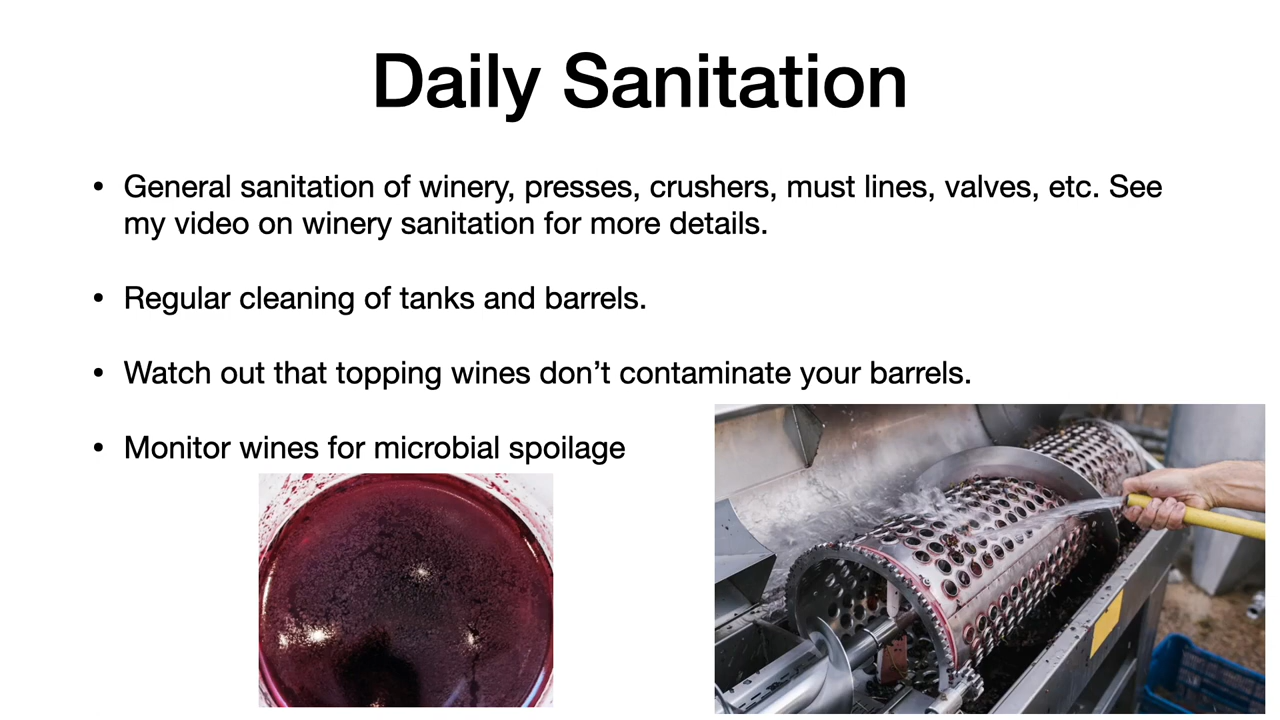 Daily Sanitation
• General sanitation of winery, presses, crushers, must lines, valves, etc. See
my video on winery sanitation for more details.
• Regular cleaning of tanks and barrels.
• Watch out that topping wines don’t contaminate your barrels.
• Monitor wines for microbial spoilage